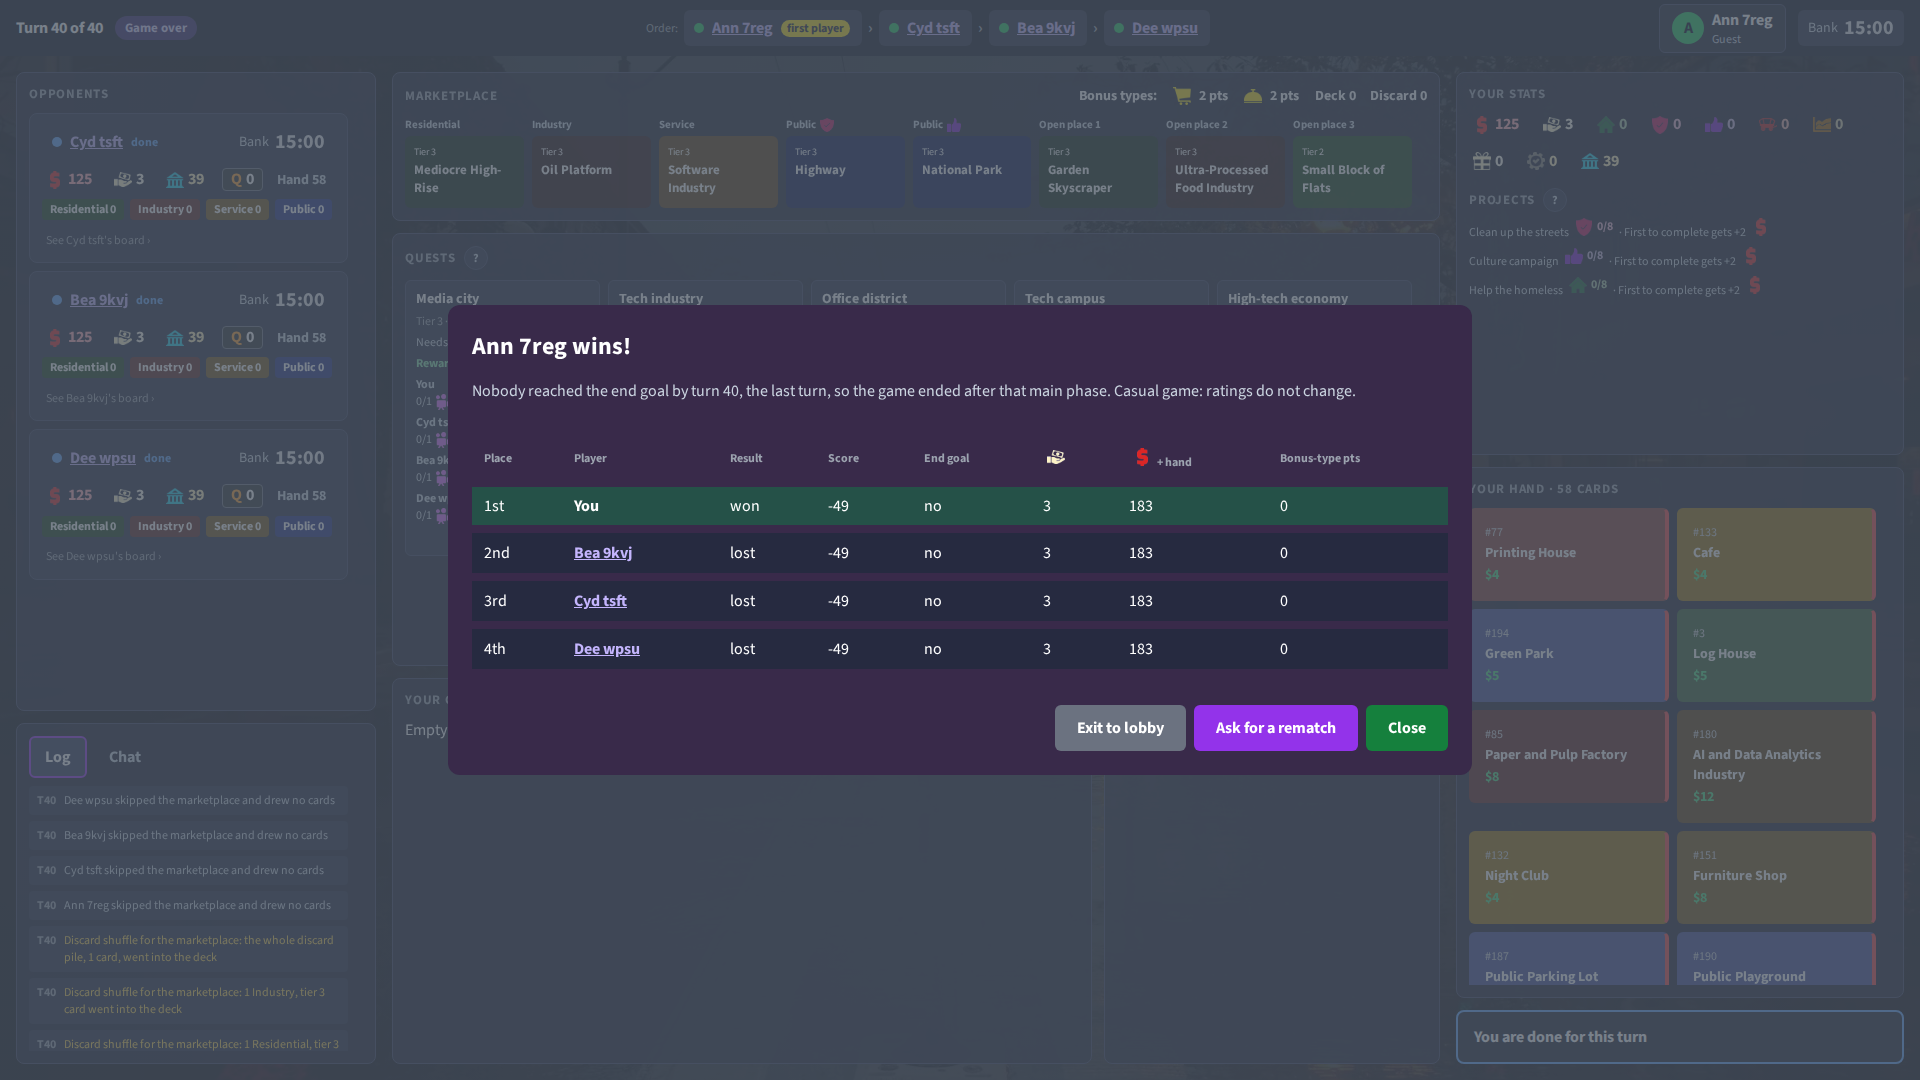 Turn 40 of 40 Game over
Order: Ann 7reg first player › Cyd tsft › Bea 9kvj › Dee wpsu
A Ann 7reg
Guest
Bank 15:00
OPPONENTS
Cyd tsft done Bank 15:00
125 3 39 Q 0 Hand 58
Residential 0 Industry 0 Service 0 Public 0
See Cyd tsft's board ›
Bea 9kvj done Bank 15:00
125 3 39 Q 0 Hand 58
Residential 0 Industry 0 Service 0 Public 0
See Bea 9kvj's board ›
Dee wpsu done Bank 15:00
125 3 39 Q 0 Hand 58
Residential 0 Industry 0 Service 0 Public 0
See Dee wpsu's board ›
Log Chat
T40 Dee wpsu skipped the marketplace and drew no cards
T40 Bea 9kvj skipped the marketplace and drew no cards
T40 Cyd tsft skipped the marketplace and drew no cards
T40 Ann 7reg skipped the marketplace and drew no cards
T40 Discard shuffle for the marketplace: the whole discard
pile, 1 card, went into the deck
T40 Discard shuffle for the marketplace: 1 Industry, tier 3
card went into the deck
T40 Discard shuffle for the marketplace: 1 Residential, tier 3
MARKETPLACE
Bonus types: 2 pts 2 pts Deck 0 Discard 0
Residential Industry Service Public Public Open place 1 Open place 2 Open place 3
Tier 3
Mediocre High-
Rise
Tier 3
Oil Platform
Tier 3
Software
Industry
Tier 3
Highway
Tier 3
National Park
Tier 3
Garden
Skyscraper
Tier 3
Ultra-Processed
Food Industry
Tier 2
Small Block of
Flats
QUESTS ?
Media city Tech industry Office district Tech campus High-tech economy
Tier 3
Needs
Rewar
You
0/1
Cyd ts
0/1
Bea 9k
0/1
Dee w
0/1
YOUR
Empty
Ann 7reg wins!
Nobody reached the end goal by turn 40, the last turn, so the game ended after that main phase. Casual game: ratings do not change.
Place Player Result Score End goal + hand Bonus-type pts
1st You won -49 no 3 183 0
2nd Bea 9kvj lost -49 no 3 183 0
3rd Cyd tsft lost -49 no 3 183 0
4th Dee wpsu lost -49 no 3 183 0
Exit to lobby Ask for a rematch Close
YOUR STATS
125 3 0 0 0 0 0
0 0 39
PROJECTS ?
Clean up the streets 0/8 · First to complete gets +2
Culture campaign 0/8 · First to complete gets +2
Help the homeless 0/8 · First to complete gets +2
YOUR HAND · 58 CARDS
#77
Printing House
$4
#133
Cafe
$4
#194
Green Park
$5
#3
Log House
$5
#85
Paper and Pulp Factory
$8
#180
AI and Data Analytics
Industry
$12
#132
Night Club
$4
#151
Furniture Shop
$8
#187
Public Parking Lot
#190
Public Playground
You are done for this turn